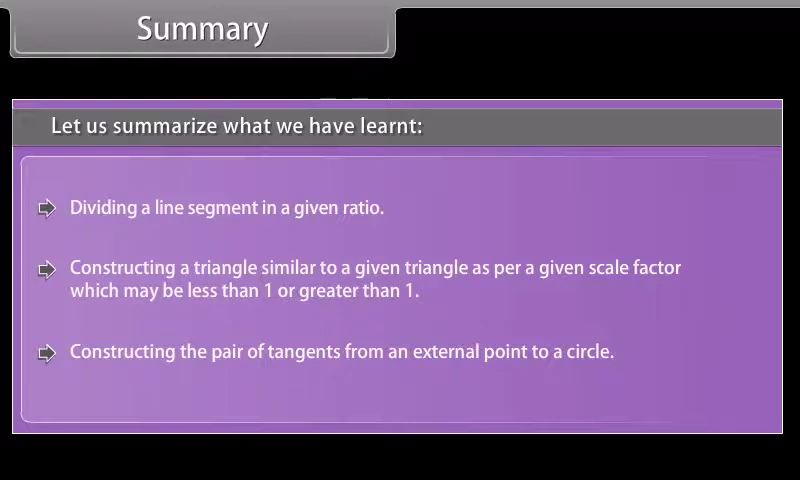 Summary
Let us summarize what we have learnt:
Dividing a line segment in a given ratio.
Constructing a triangle similar to a given triangle as per a given scale factor
which may be less than 1 or greater than 1.
Constructing the pair of tangents from an external point to a circle.